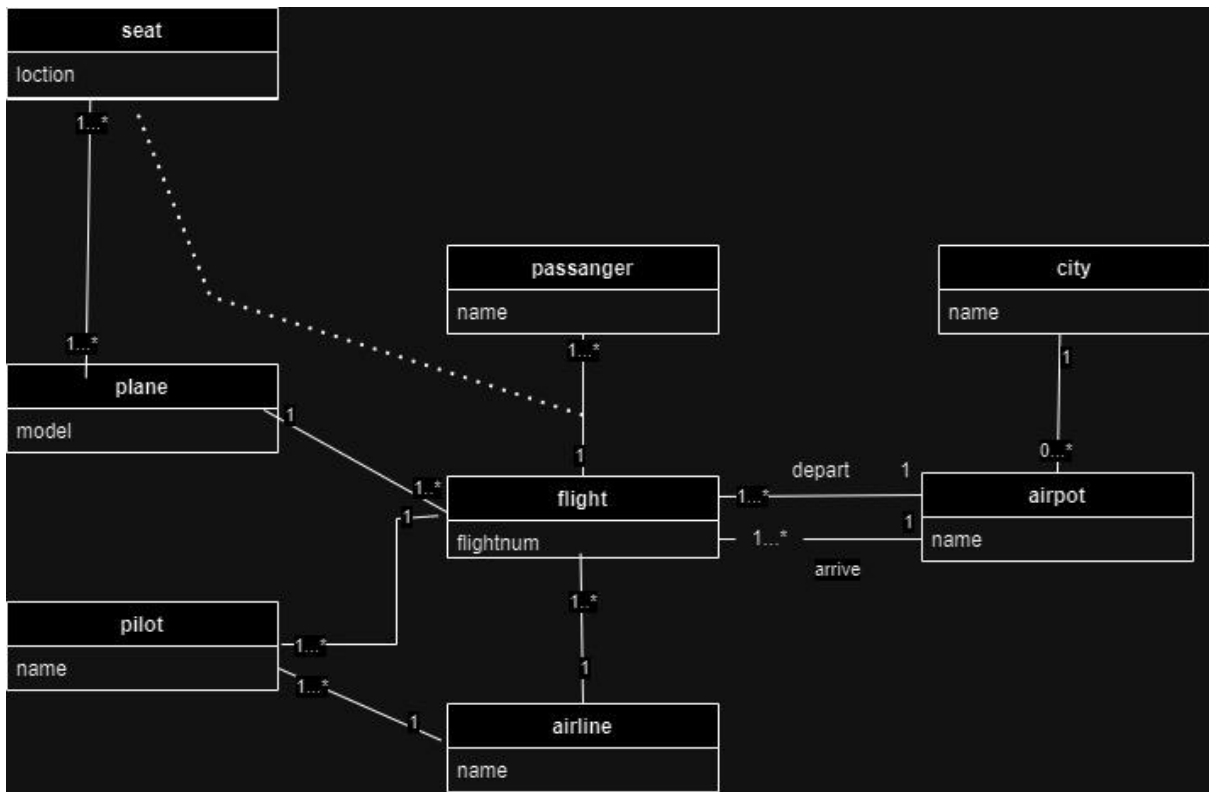 seat
loction
1...*
1...*
plane
model
1
1..*
passanger
name
1...*
1
city
name
1
0...*
airpot
name
depart
1
1...*
1
1...*
arrive
flight
flightnum
1
1...*
pilot
name
1...*
1
1..*
1
airline
name